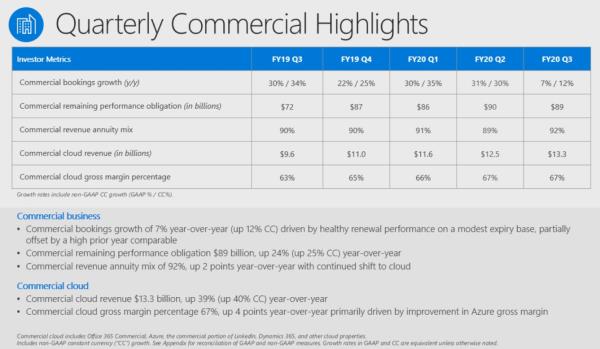 Quarterly Commercial Highlights
Investor Metrics FY19 Q3 FY19 Q4 FY20 Q1 FY20 Q2 FY20 Q3
Commercial bookings growth (y/y) 30% / 34% 22% / 25% 30% / 35% 31% / 30% 7% / 12%
Commercial remaining performance obligation (in billions) $72 $87 $86 $90 $89
Commercial revenue annuity mix 90% 90% 91% 89% 92%
Commercial cloud revenue (in billions) $9.6 $11.0 $11.6 $12.5 $13.3
Commercial cloud gross margin percentage 63% 65% 66% 67% 67%
Growth rates include non-GAAP CC growth (GAAP % / CC%).
Commercial business
• Commercial bookings growth of 7% year-over-year (up 12% CC) driven by healthy renewal performance on a modest expiry base, partially
offset by a high prior year comparable
• Commercial remaining performance obligation $89 billion, up 24% (up 25% CC) year-over-year
• Commercial revenue annuity mix of 92%, up 2 points year-over-year with continued shift to cloud
Commercial cloud
• Commercial cloud revenue $13.3 billion, up 39% (up 40% CC) year-over-year
• Commercial cloud gross margin percentage 67%, up 4 points year-over-year primarily driven by improvement in Azure gross margin
Commercial cloud includes Office 365 Commercial, Azure, the commercial portion of LinkedIn, Dynamics 365, and other cloud properties.
Includes non-GAAP constant currency ("CC") growth. See Appendix for reconciliation of GAAP and non-GAAP measures. Growth rates in GAAP and CC are equivalent unless otherwise noted.